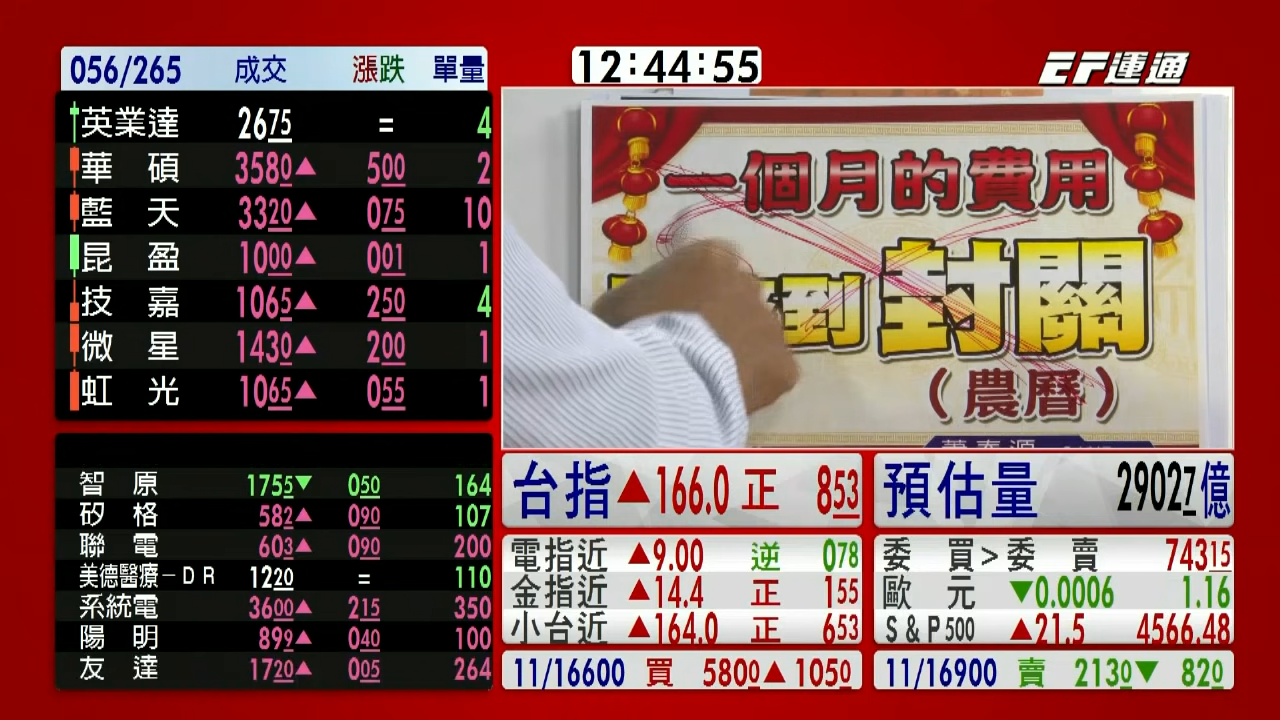 056/265 成交 漲跌 單量
英業達 2675 = 4
華碩 3580▲ 500 2
藍天 3320▲ 075 10
昆盈 1000▲ 001 1
技嘉 1065▲ 250 4
微星 1430▲ 200 1
虹光 1065▲ 055 1
智原 1755▼ 050 164
矽格 582▲ 090 107
聯電 603▲ 090 200
美德醫療-DR 1220 = 110
系統電 3600▲ 215 350
陽明 899▲ 040 100
友達 1720▲ 005 264
12:44:55
EF運通
一個月的費用
到封關
(農曆)
台指▲166.0 正 853
電指近 ▲9.00 逆 078
金指近 ▲14.4 正 155
小台近 ▲164.0 正 653
11/16600 買 5800▲1050
預估量 29027億
委買>委賣 74315
歐元 ▼0.0006 1.16
S&P500 ▲21.5 4566.48
11/16900 賣 2130▼ 820